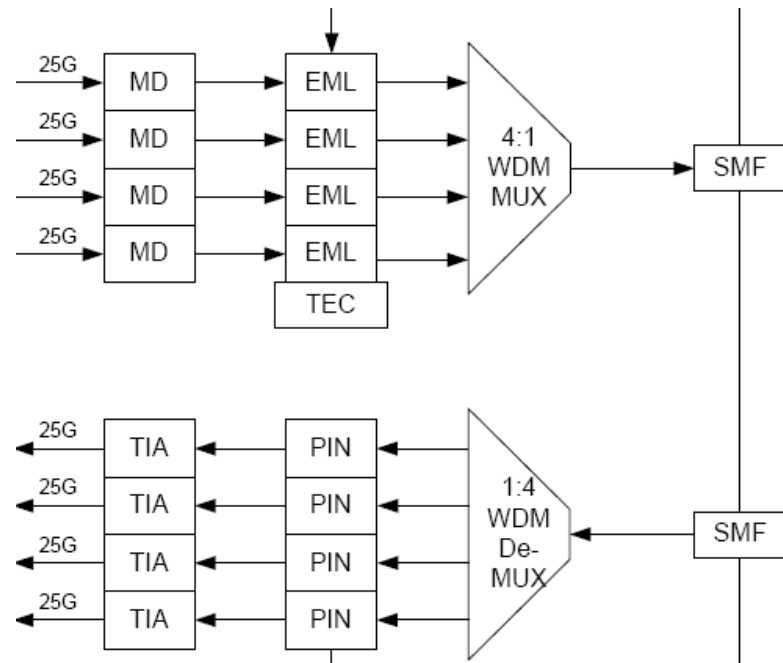 25G
MD
EML
25G
MD
EML
25G
MD
EML
25G
MD
EML
TEC
4:1
WDM
MUX
SMF
25G
TIA
PIN
25G
TIA
PIN
25G
TIA
PIN
25G
TIA
PIN
1:4
WDM
De-
MUX
SMF